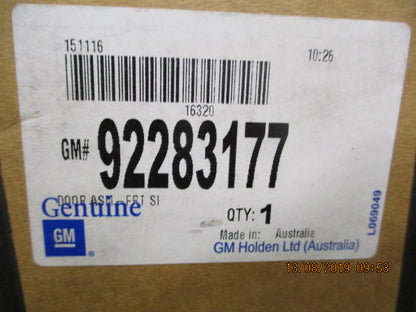 151116
10:26
16320
GM# 92283177
DOOR ASM-FRT SI
Genuine
QTY: 1
GM
Made in: Australia
GM Holden Ltd (Australia)
L069049
13/08/2019 09:53